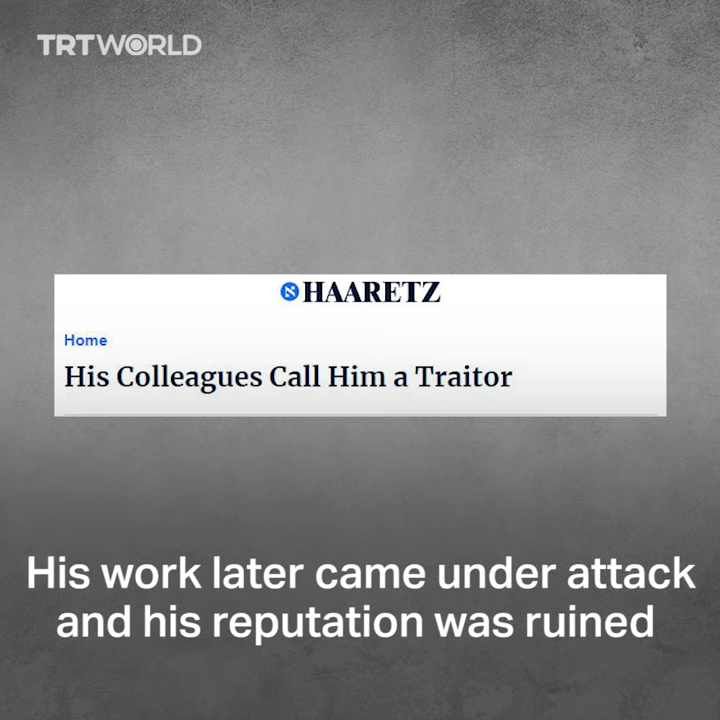 TRTWORLD
HAARETZ
Home
His Colleagues Call Him a Traitor
His work later came under attack
and his reputation was ruined